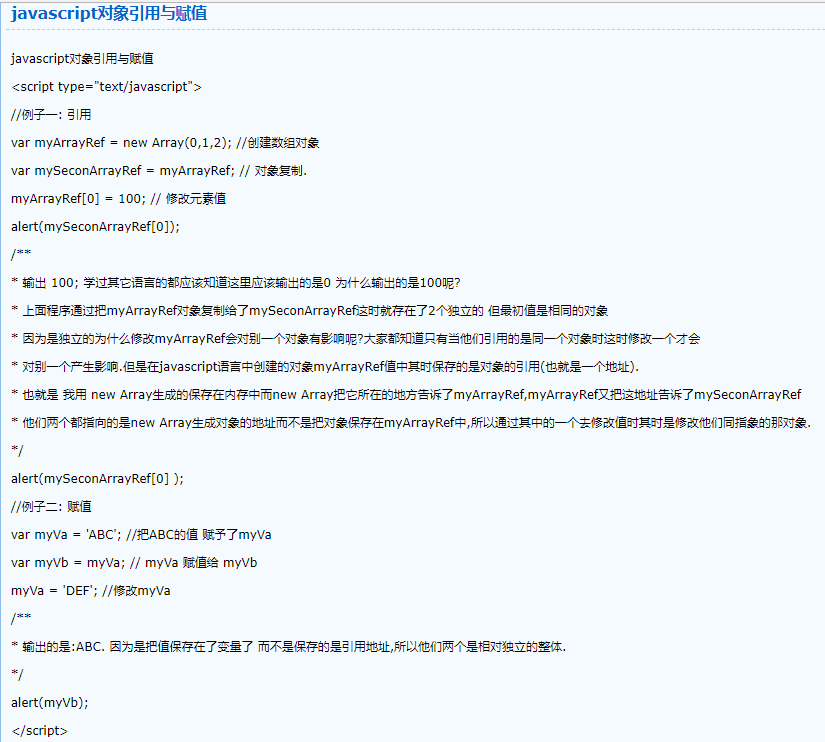 javascript对象引用与赋值
javascript对象引用与赋值
<script type="text/javascript">
//例子一: 引用
var myArrayRef = new Array(0,1,2); //创建数组对象
var mySeconArrayRef = myArrayRef; // 对象复制.
myArrayRef[0] = 100; // 修改元素值
alert(mySeconArrayRef[0]);
/**
* 输出 100; 学过其它语言的都应该知道这里应该输出的是0 为什么输出的是100呢?
* 上面程序通过把myArrayRef对象复制给了mySeconArrayRef这时就存在了2个独立的 但最初值是相同的对象
* 因为是独立的为什么修改myArrayRef会对别一个对象有影响呢?大家都知道只有当他们引用的是同一个对象时这时修改一个才会
* 对别一个产生影响.但是在javascript语言中创建的对象myArrayRef值中其时保存的是对象的引用(也就是一个地址).
* 也就是 我用 new Array生成的保存在内存中而new Array把它所在的地方告诉了myArrayRef,myArrayRef又把这地址告诉了mySeconArrayRef
* 他们两个都指向的是new Array生成对象的地址而不是把对象保存在myArrayRef中,所以通过其中的一个去修改值时其时是修改他们同指象的那对象.
*/
alert(mySeconArrayRef[0] );
//例子二: 赋值
var myVa = 'ABC'; //把ABC的值 赋予了myVa
var myVb = myVa; // myVa 赋值给 myVb
myVa = 'DEF'; //修改myVa
/**
* 输出的是:ABC. 因为是把值保存在了变量了 而不是保存的是引用地址,所以他们两个是相对独立的整体.
*/
alert(myVb);
</script>